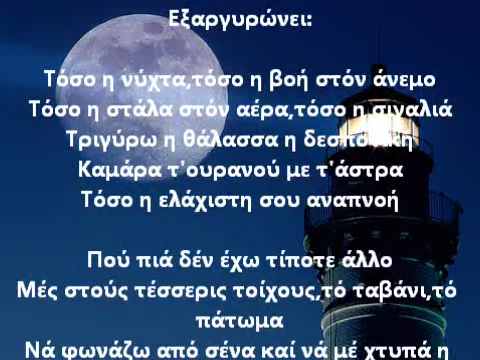 Εξαργυρώνει:
Τόσο η νύχτα,τόσο η βοή στόν άνεμο
Τόσο η στάλα στόν αέρα,τόσο η σιγαλιά
Τριγύρω η θάλασσα η δεσποτική
Καμάρα τ'ουρανού με τ'άστρα
Τόσο η ελάχιστη σου αναπνοή
Πού πιά δέν έχω τίποτε άλλο
Μές στούς τέσσερις τοίχους,τό ταβάνι,τό
πάτωμα
Νά φωνάζω από σένα καί νά μέ χτυπά η